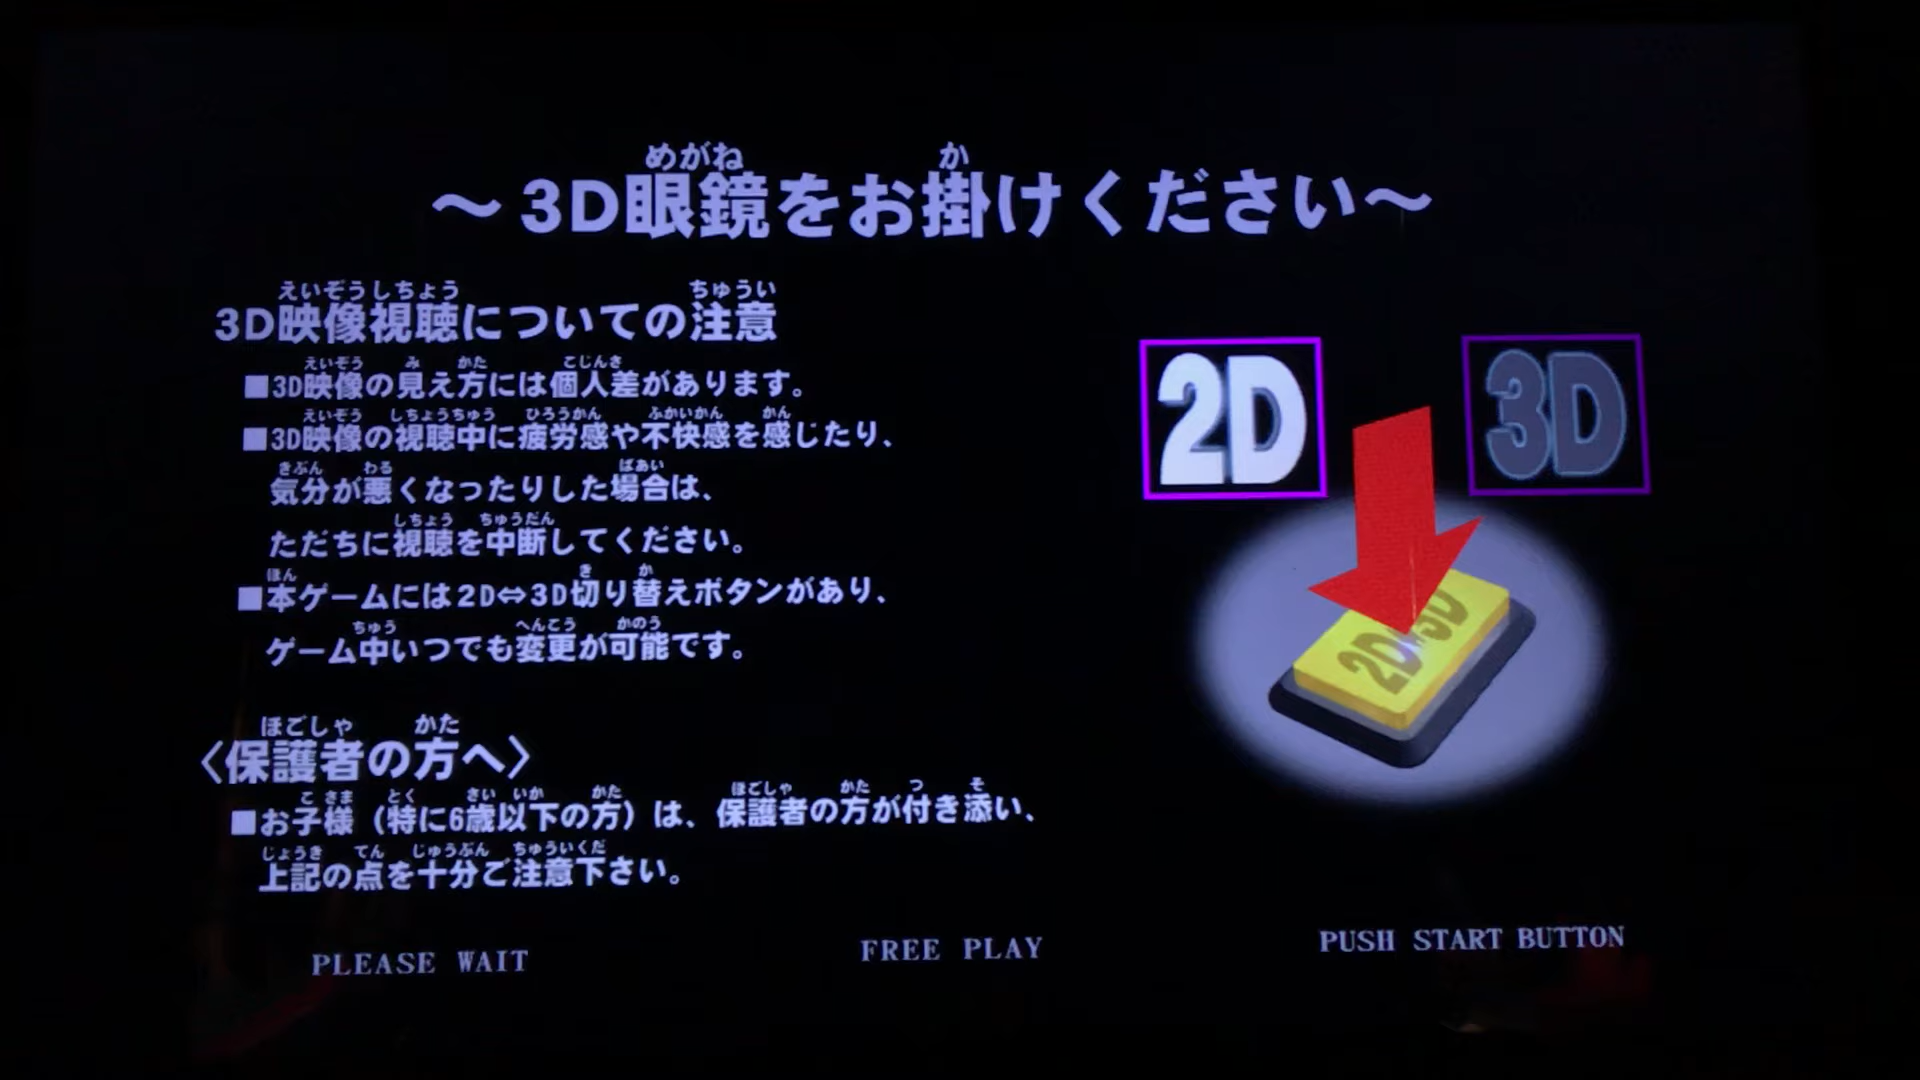 ～3D眼鏡をお掛けください～
めがね か
3D映像視聴についての注意
えいぞうしちょう ちゅうい
■3D映像の見え方には個人差があります。
えいぞう み かた こじんさ
■3D映像の視聴中に疲労感や不快感を感じたり、
えいぞう しちょうちゅう ひろうかん ふかいかん かん
気分が悪くなったりした場合は、
きぶん わる ばあい
ただちに視聴を中断してください。
しちょう ちゅうだん
■本ゲームには2D⇔3D切り替えボタンがあり、
ほん き か
ゲーム中いつでも変更が可能です。
ちゅう へんこう かのう
〈保護者の方へ〉
ほごしゃ かた
■お子様（特に6歳以下の方）は、保護者の方が付き添い、
こ さま とく さい いか かた ほごしゃ かた つ そ
上記の点を十分ご注意下さい。
じょうき てん じゅうぶん ちゅういくだ
2D
3D
2D 3D
PLEASE WAIT
FREE PLAY
PUSH START BUTTON